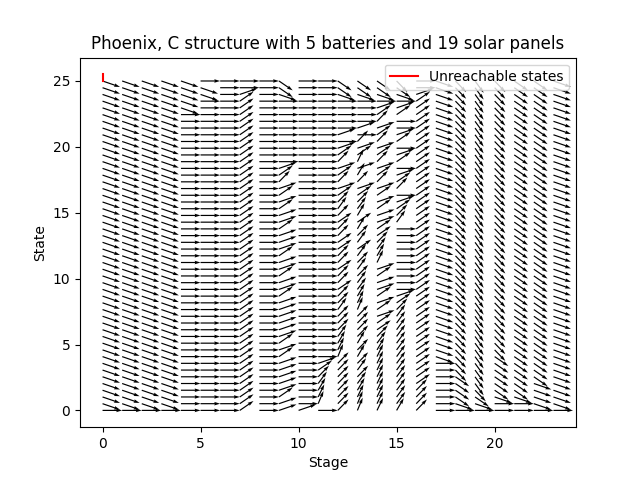 Phoenix, C structure with 5 batteries and 19 solar panels
Unreachable states
25
20
15
10
5
0
State
0 5 10 15 20
Stage